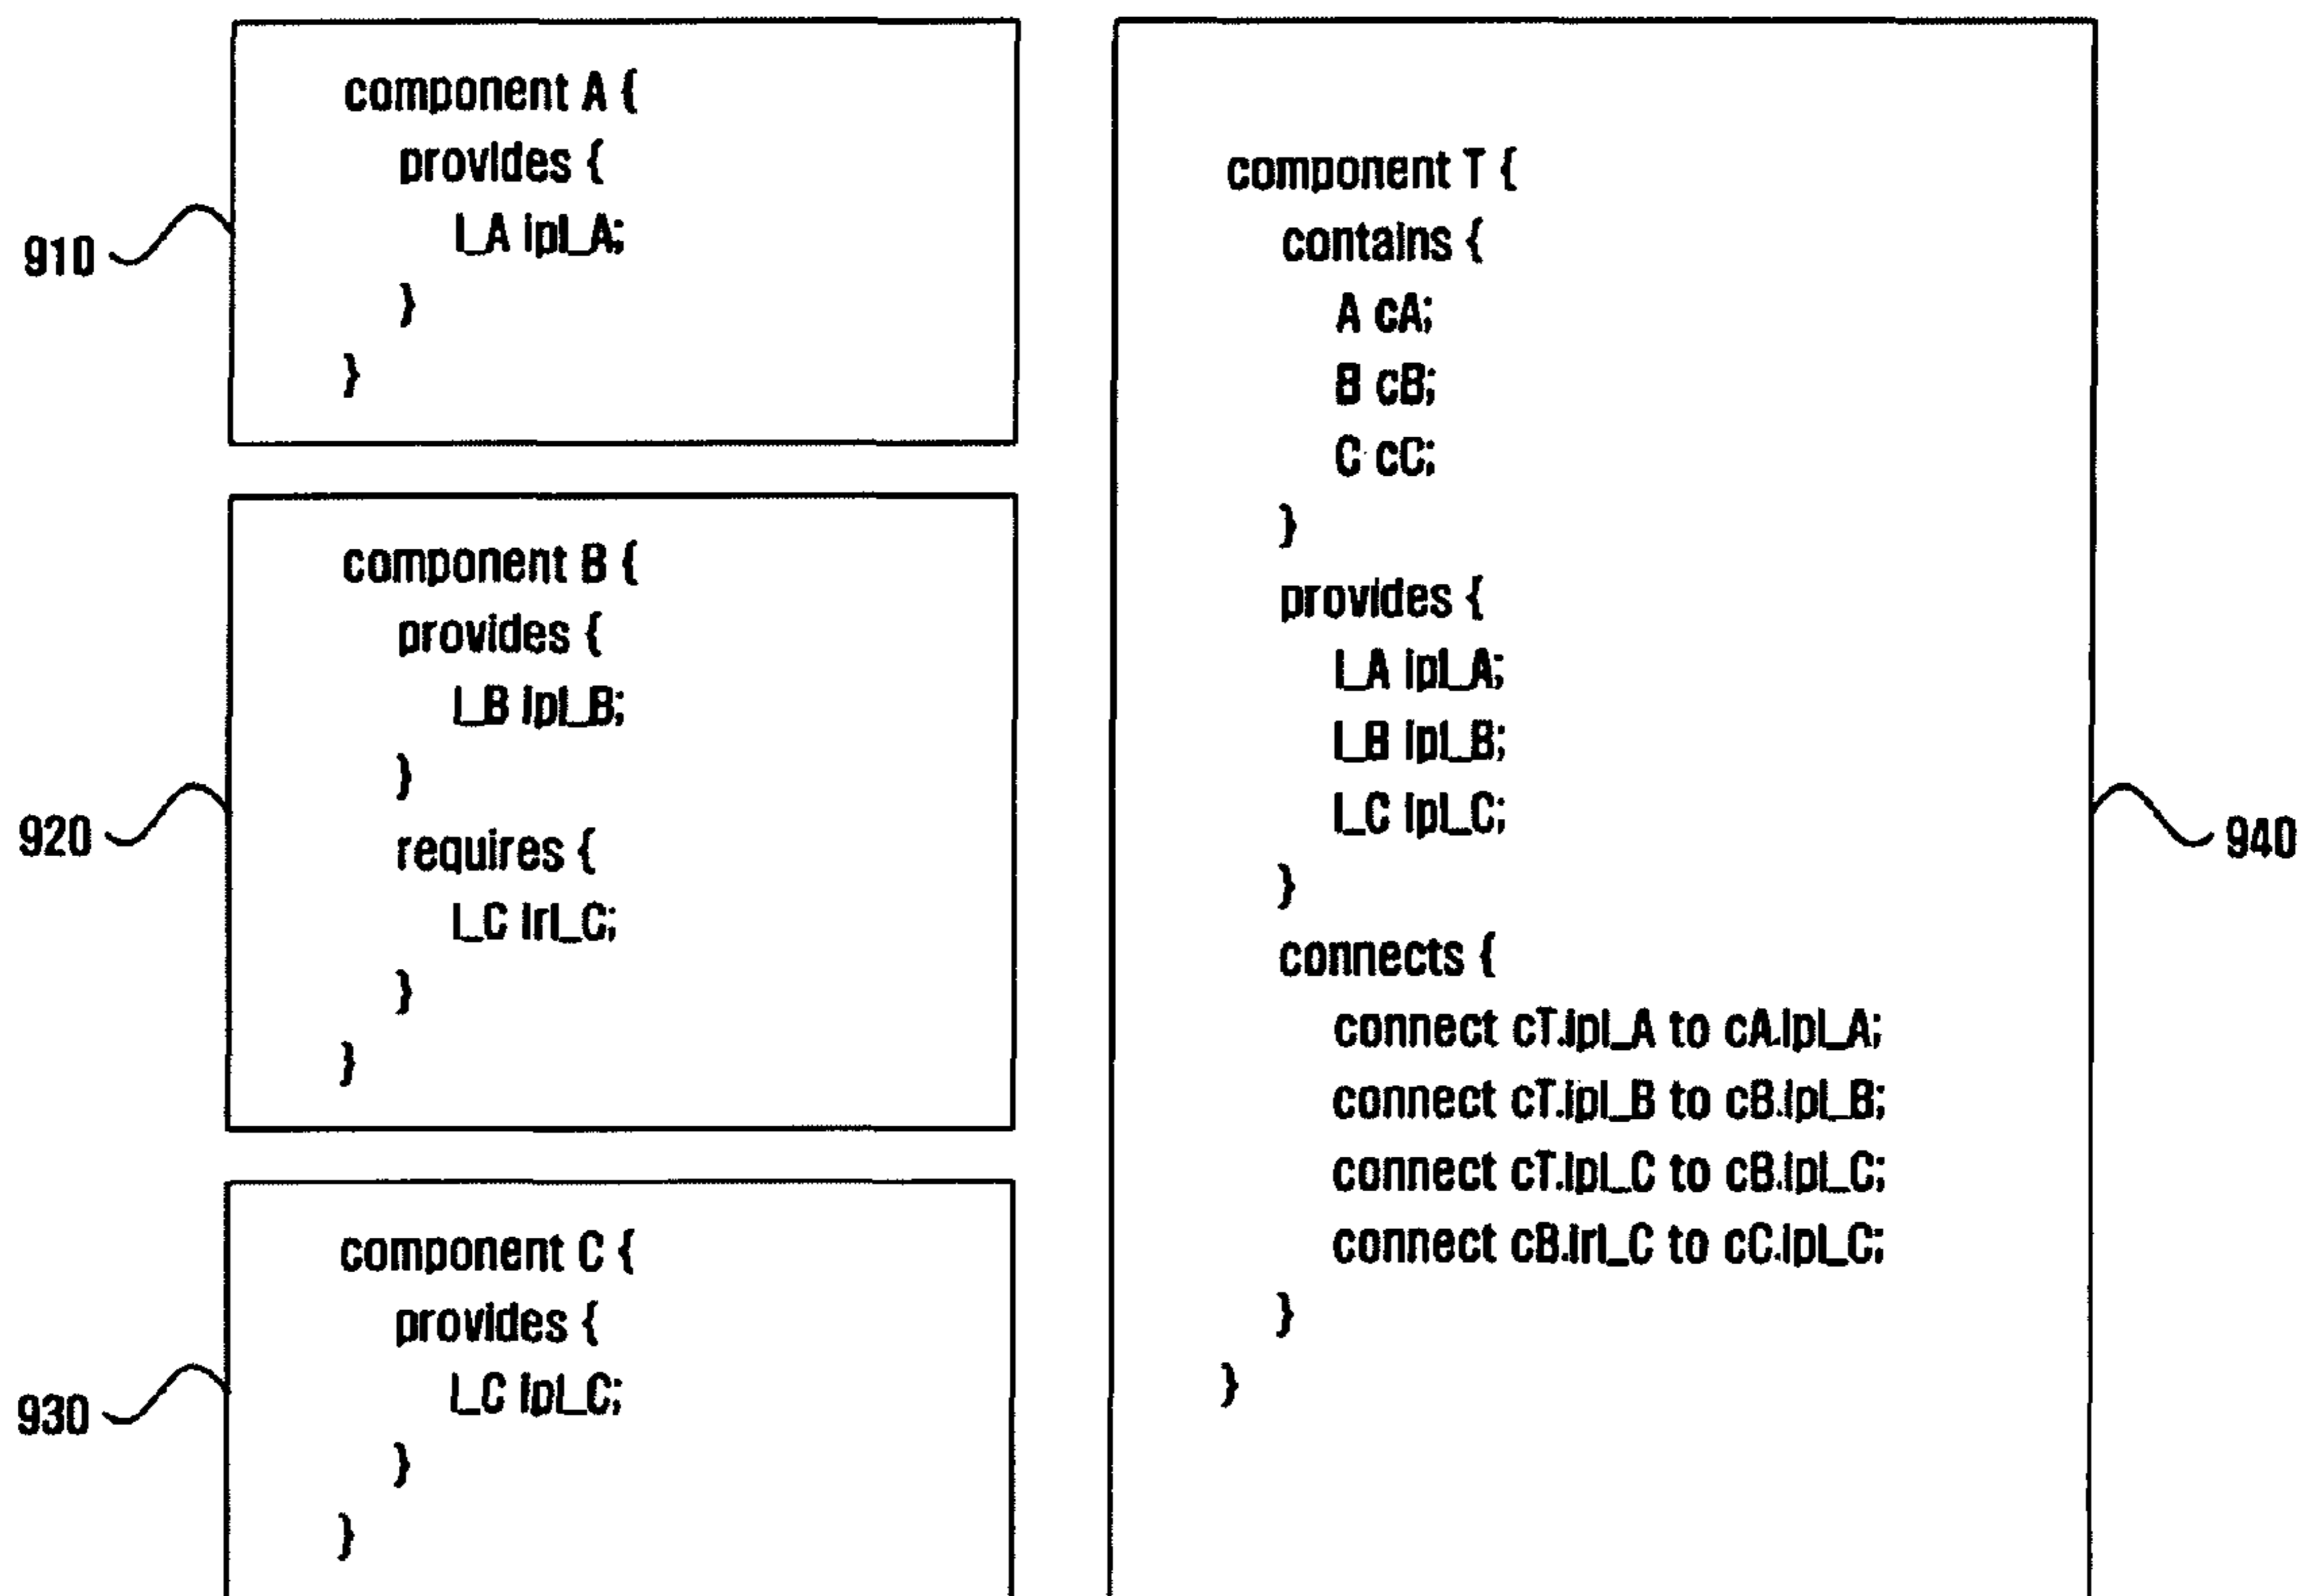 component A {
provides {
I_A ipI_A;
}
}
910
component B {
provides {
I_B ipI_B;
}
requires {
I_C irI_C;
}
}
920
component C {
provides {
I_C ipI_C;
}
}
930
component T {
contains {
A cA;
B cB;
C cC;
}
provides {
I_A ipI_A;
I_B ipI_B;
I_C ipI_C;
}
connects {
connect cT.ipI_A to cA.ipI_A;
connect cT.ipI_B to cB.ipI_B;
connect cT.ipI_C to cB.ipI_C;
connect cB.irI_C to cC.ipI_C;
}
}
940